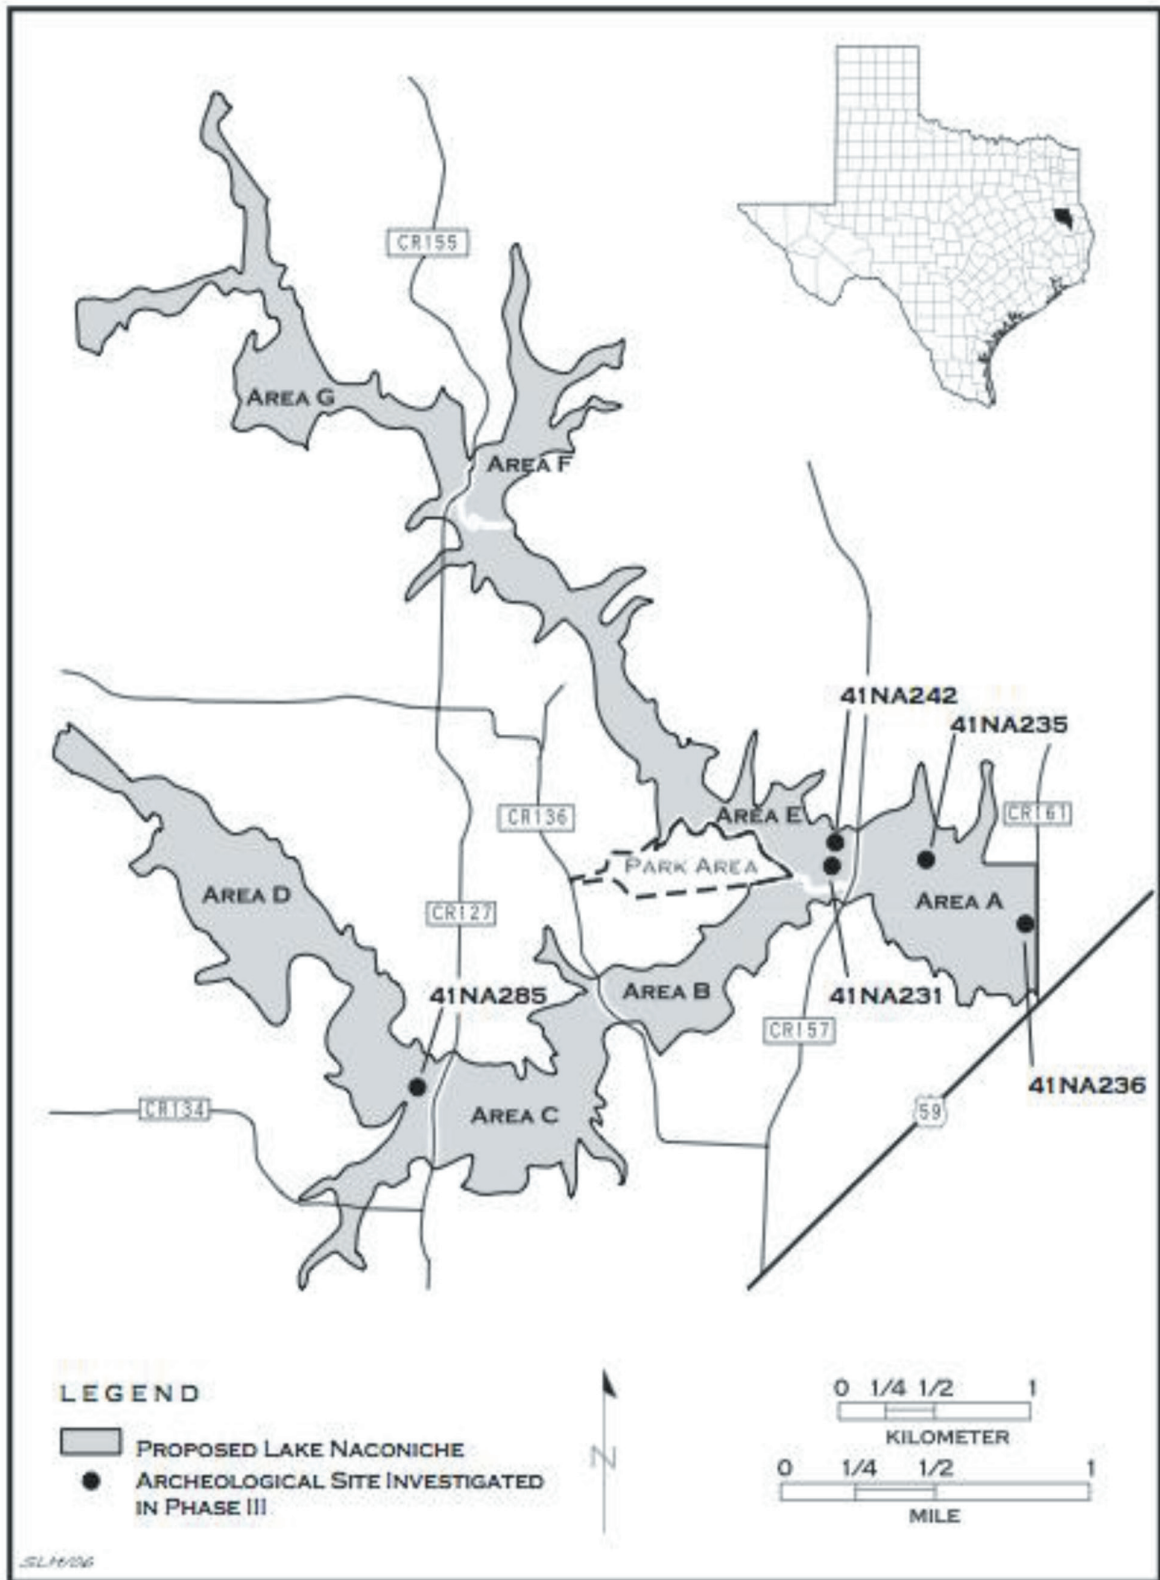 CR155
AREA G
AREA F
41NA242
41NA235
CR136
AREA E
CR161
PARK AREA
AREA D
AREA A
CR127
41NA285
AREA B
41NA231
CR157
41NA236
CR134
AREA C
59
LEGEND
PROPOSED LAKE NACONICHE
ARCHEOLOGICAL SITE INVESTIGATED
IN PHASE III
N
0 1/4 1/2 1
KILOMETER
0 1/4 1/2 1
MILE
SLH/06